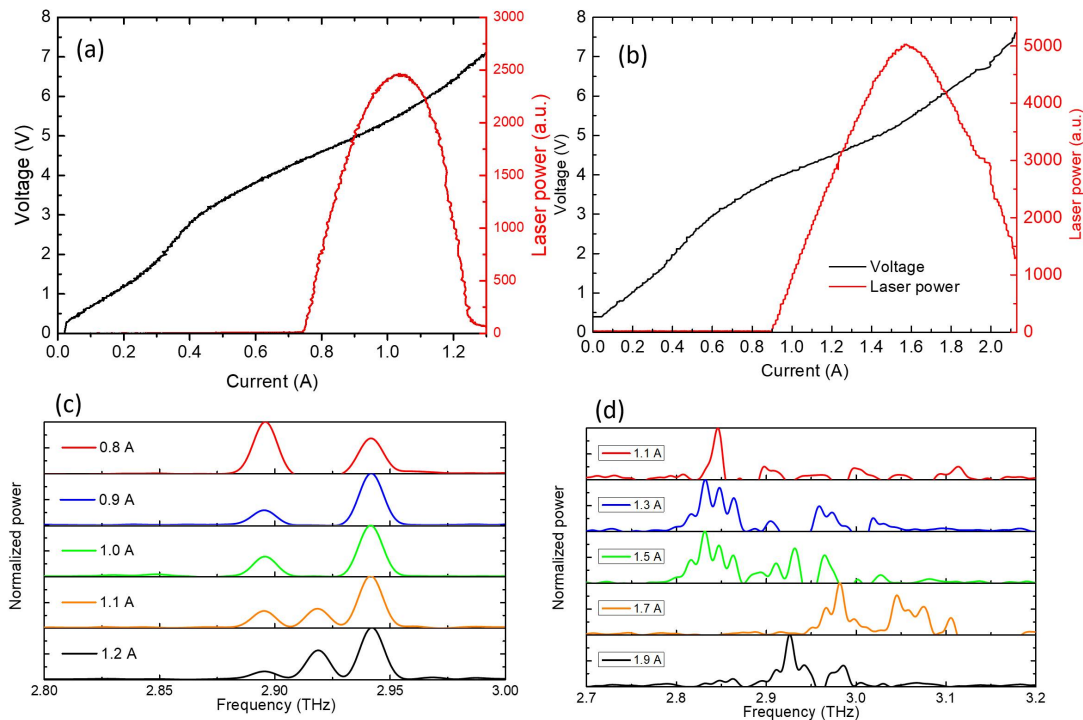 (a)
8
7
6
5
4
3
2
1
0
Voltage (V)
0.0 0.2 0.4 0.6 0.8 1.0 1.2
Current (A)
3000
2500
2000
1500
1000
500
0
Laser power (a.u.)
(b)
8
7
6
5
4
3
2
1
0
Voltage (V)
Voltage
Laser power
0.0 0.2 0.4 0.6 0.8 1.0 1.2 1.4 1.6 1.8 2.0
Current (A)
5000
4000
3000
2000
1000
0
Laser power (a.u.)
(c)
Normalized power
0.8 A
0.9 A
1.0 A
1.1 A
1.2 A
2.80 2.85 2.90 2.95 3.00
Frequency (THz)
(d)
Normalized power
1.1 A
1.3 A
1.5 A
1.7 A
1.9 A
2.7 2.8 2.9 3.0 3.1 3.2
Frequency (THz)